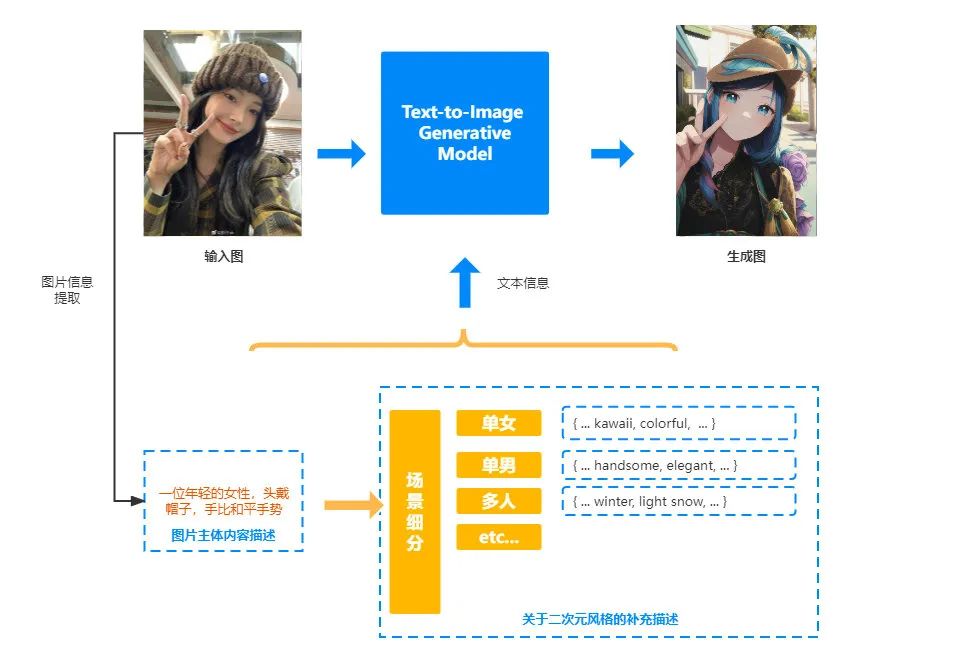 Text-to-Image
Generative
Model
输入图
生成图
图片信息
提取
文本信息
一位年轻的女性，头戴
帽子，手比和平手势
图片主体内容描述
场
景
细
分
单女
{ ... kawaii, colorful,  ... }
单男
{ ... handsome, elegant, ... }
多人
{ ... winter, light snow, ... }
etc...
关于二次元风格的补充描述